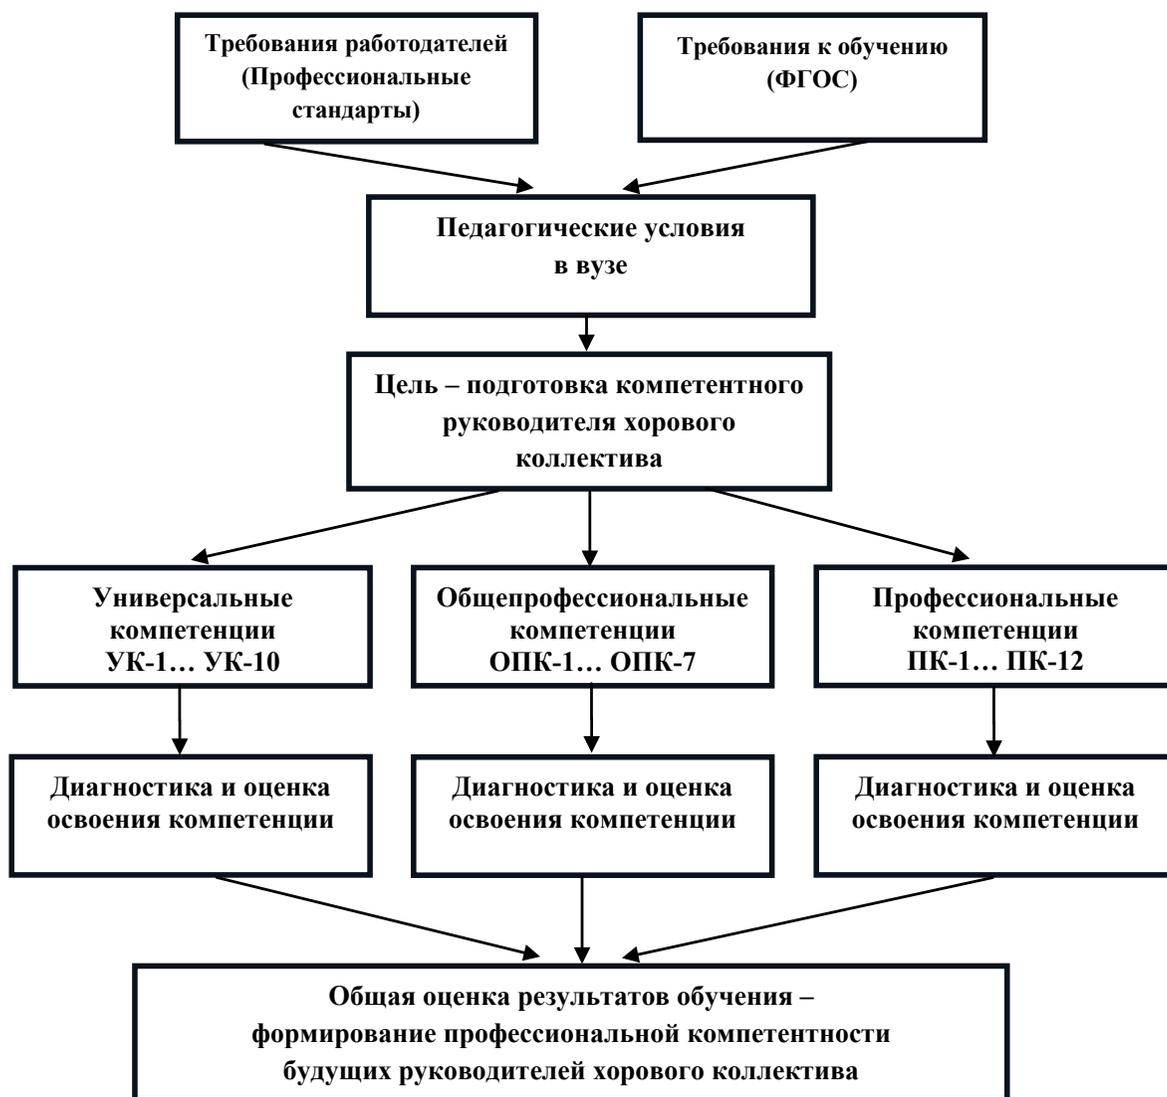 Требования работодателей
(Профессиональные
стандарты)
Требования к обучению
(ФГОС)
Педагогические условия
в вузе
Цель – подготовка компетентного
руководителя хорового
коллектива
Универсальные
компетенции
УК-1… УК-10
Общепрофессиональные
компетенции
ОПК-1… ОПК-7
Профессиональные
компетенции
ПК-1… ПК-12
Диагностика и оценка
освоения компетенции
Диагностика и оценка
освоения компетенции
Диагностика и оценка
освоения компетенции
Общая оценка результатов обучения –
формирование профессиональной компетентности
будущих руководителей хорового коллектива